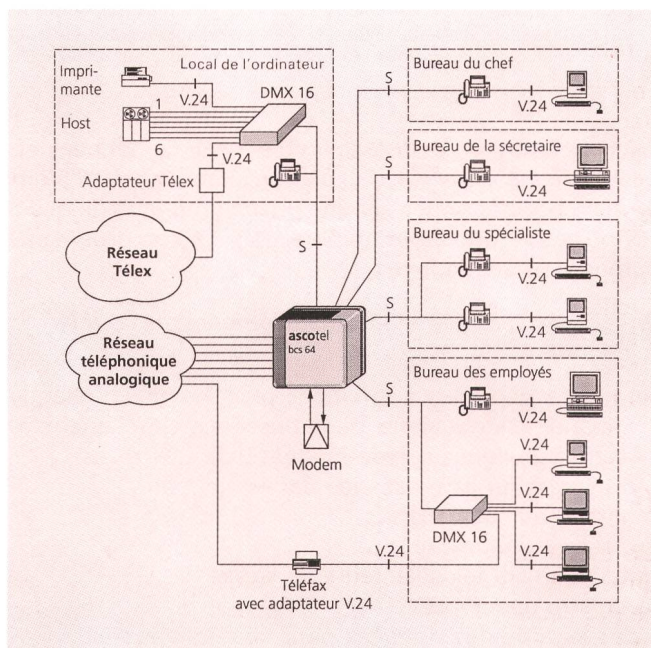 Local de l'ordinateur
Impri-
mante
V.24
DMX 16
Host
1
6
V.24
Adaptateur Télex
S
Réseau
Télex
Réseau
téléphonique
analogique
ascotel
bcs 64
Modem
Téléfax
avec adaptateur V.24
V.24
S
Bureau du chef
V.24
S
Bureau de la sécretaire
V.24
S
Bureau du spécialiste
V.24
V.24
S
Bureau des employés
V.24
V.24
V.24
DMX 16
V.24